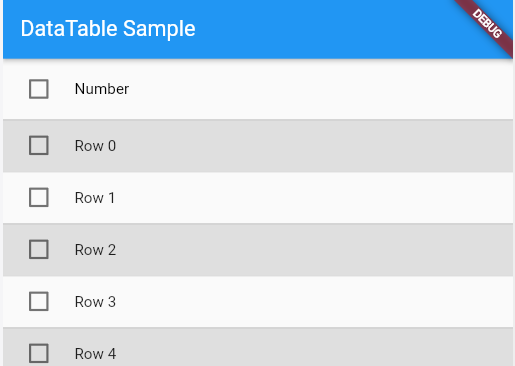 DataTable Sample
DEBUG
Number
Row 0
Row 1
Row 2
Row 3
Row 4